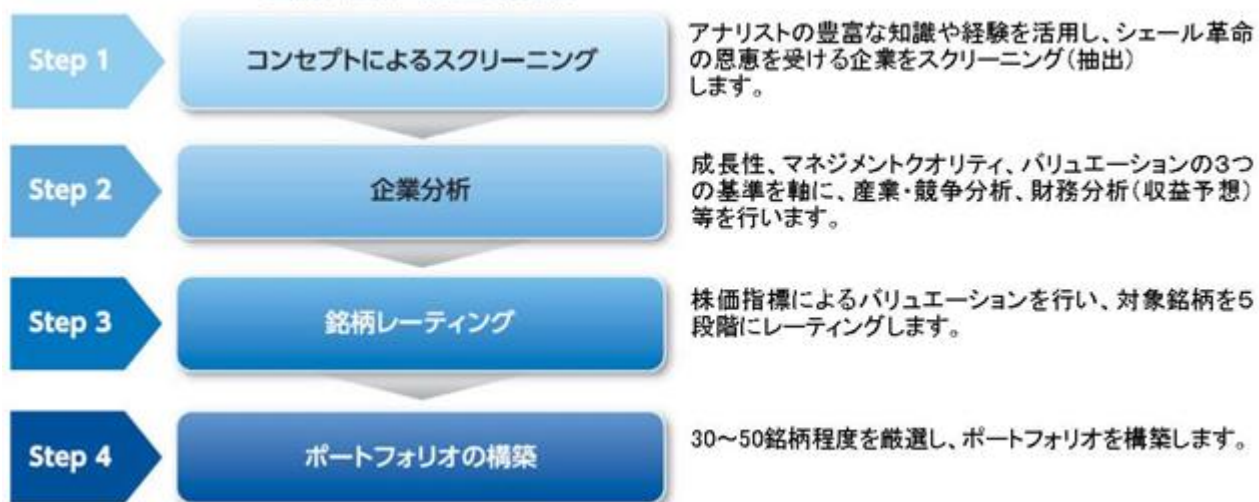 Step 1
コンセプトによるスクリーニング
アナリストの豊富な知識や経験を活用し、シェール革命
の恩恵を受ける企業をスクリーニング(抽出)
します。
Step 2
企業分析
成長性、マネジメントクオリティ、バリュエーションの3つ
の基準を軸に、産業・競争分析、財務分析(収益予想)
等を行います。
Step 3
銘柄レーティング
株価指標によるバリュエーションを行い、対象銘柄を5
段階にレーティングします。
Step 4
ポートフォリオの構築
30～50銘柄程度を厳選し、ポートフォリオを構築します。